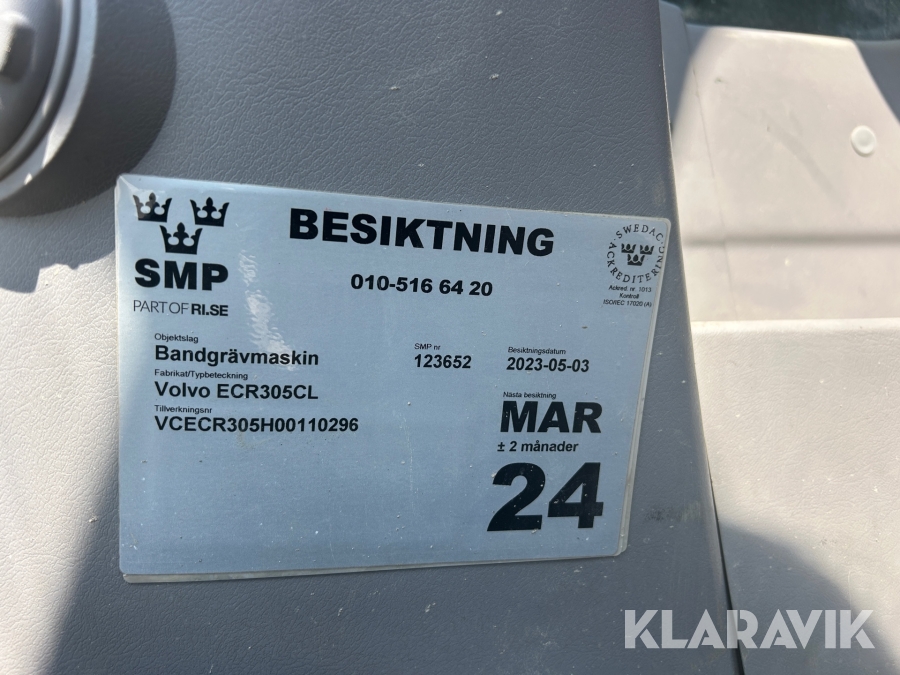 BESIKTNING
010-516 64 20
SMP
PART OF RI.SE
SWEDAC
ACKREDITERING
Ackred. nr. 1013
Kontroll
ISO/IEC 17020 (A)
Objektslag
Bandgrävmaskin
Fabrikat/Typbeteckning
Volvo ECR305CL
Tillverkningsnr
VCECR305H00110296
SMP nr
123652
Besiktningsdatum
2023-05-03
Nästa besiktning
MAR
± 2 månader
24
KLARAVIK